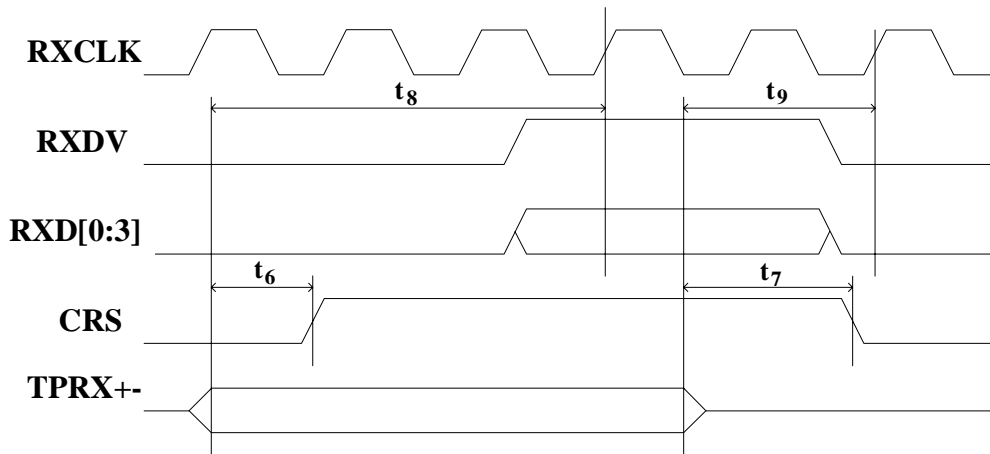 RXCLK
t8 t9
RXDV
RXD[0:3]
t6 t7
CRS
TPRX+-